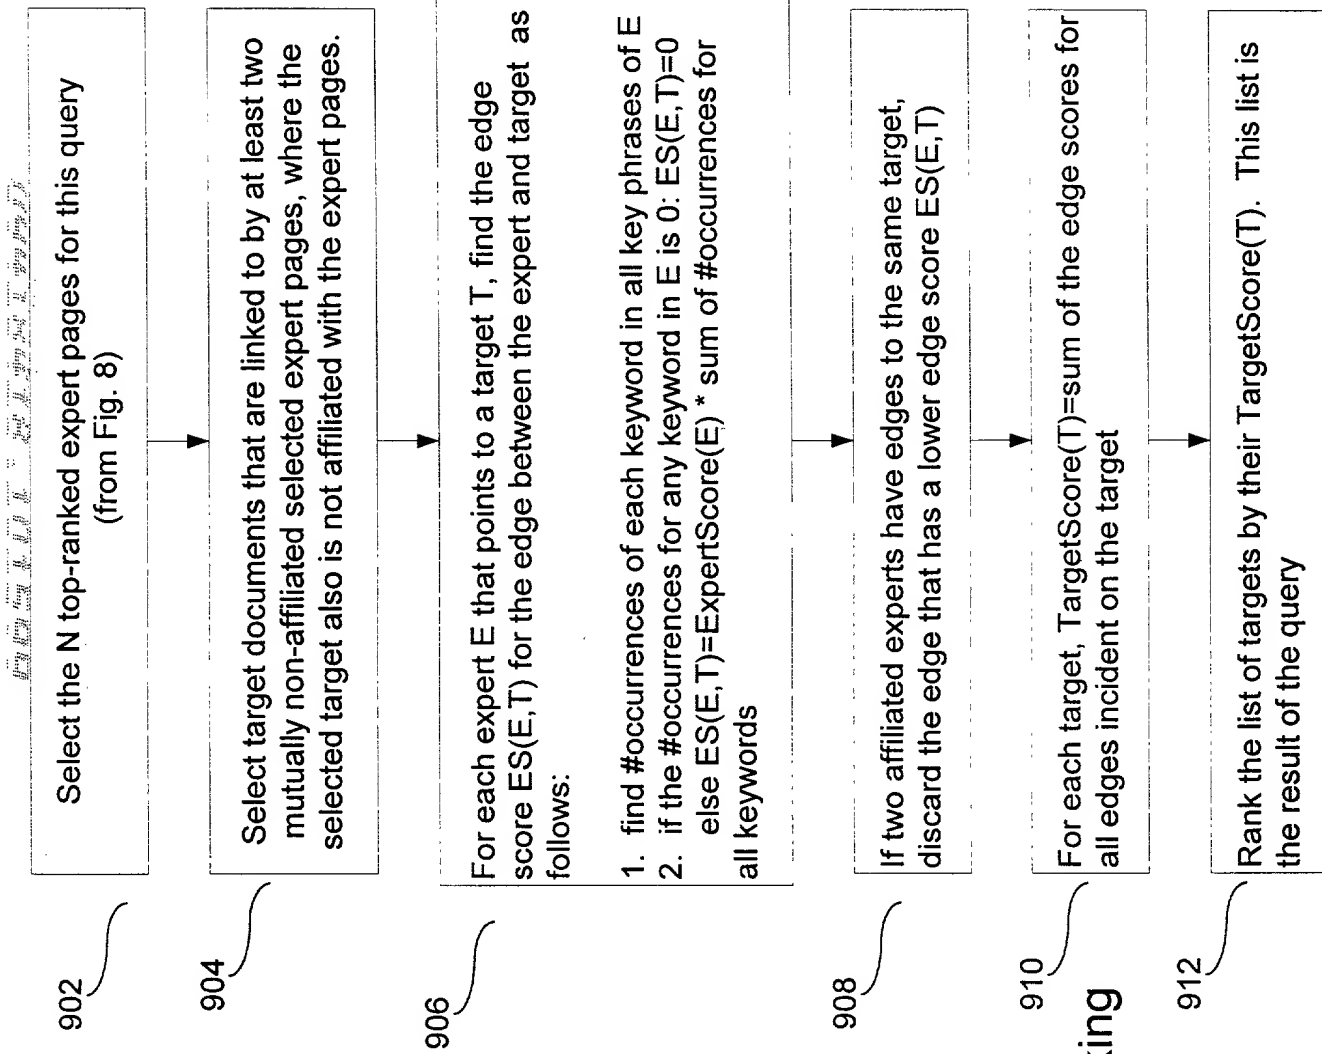 902
Select the N top-ranked expert pages for this query
(from Fig. 8)
904
Select target documents that are linked to by at least two
mutually non-affiliated selected expert pages, where the
selected target also is not affiliated with the expert pages.
906
For each expert E that points to a target T, find the edge
score ES(E,T) for the edge between the expert and target as
follows:
1. find #occurrences of each keyword in all key phrases of E
2. if the #occurrences for any keyword in E is 0: ES(E,T)=0
else ES(E,T)=ExpertScore(E) * sum of #occurrences for
all keywords
908
If two affiliated experts have edges to the same target,
discard the edge that has a lower edge score ES(E,T)
910
For each target, TargetScore(T)=sum of the edge scores for
all edges incident on the target
912
Rank the list of targets by their TargetScore(T). This list is
the result of the query
king